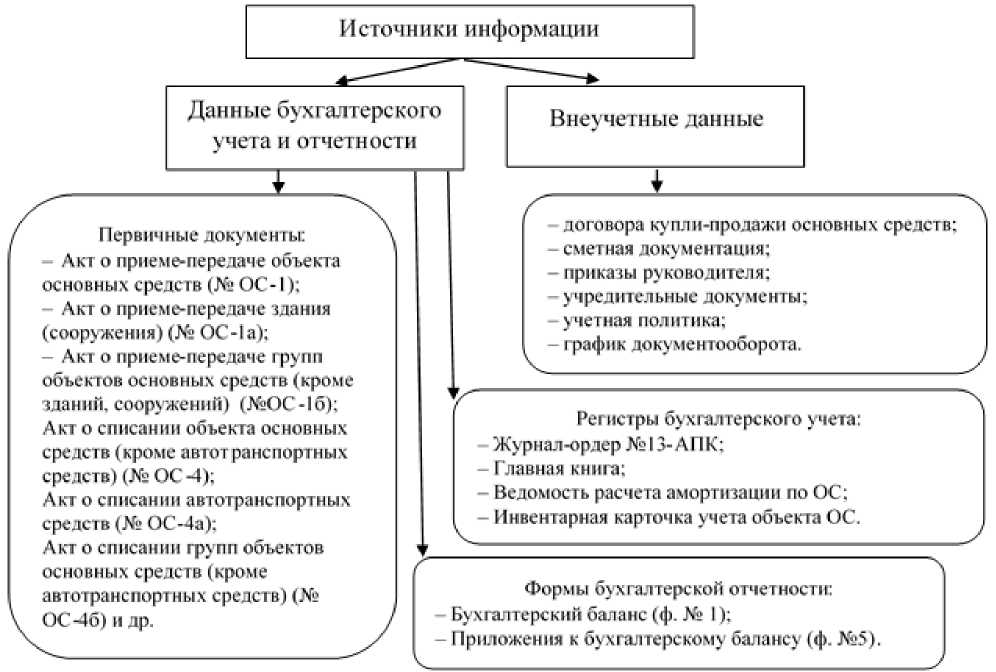 Источники информации
Данные бухгалтерского
учета и отчетности
Внеучетные данные
Первичные документы:
– Акт о приеме-передаче объекта
основных средств (№ ОС-1);
– Акт о приеме-передаче здания
(сооружения) (№ ОС-1а);
– Акт о приеме-передаче групп
объектов основных средств (кроме
зданий, сооружений) (№ОС-1б);
Акт о списании объекта основных
средств (кроме автотранспортных
средств) (№ ОС-4);
Акт о списании автотранспортных
средств (№ ОС-4а);
Акт о списании групп объектов
основных средств (кроме
автотранспортных средств) (№
ОС-4б) и др.
– договора купли-продажи основных средств;
– сметная документация;
– приказы руководителя;
– учредительные документы;
– учетная политика;
– график документооборота.
Регистры бухгалтерского учета:
– Журнал-ордер №13-АПК;
– Главная книга;
– Ведомость расчета амортизации по ОС;
– Инвентарная карточка учета объекта ОС.
Формы бухгалтерской отчетности:
– Бухгалтерский баланс (ф. № 1);
– Приложения к бухгалтерскому балансу (ф. №5).